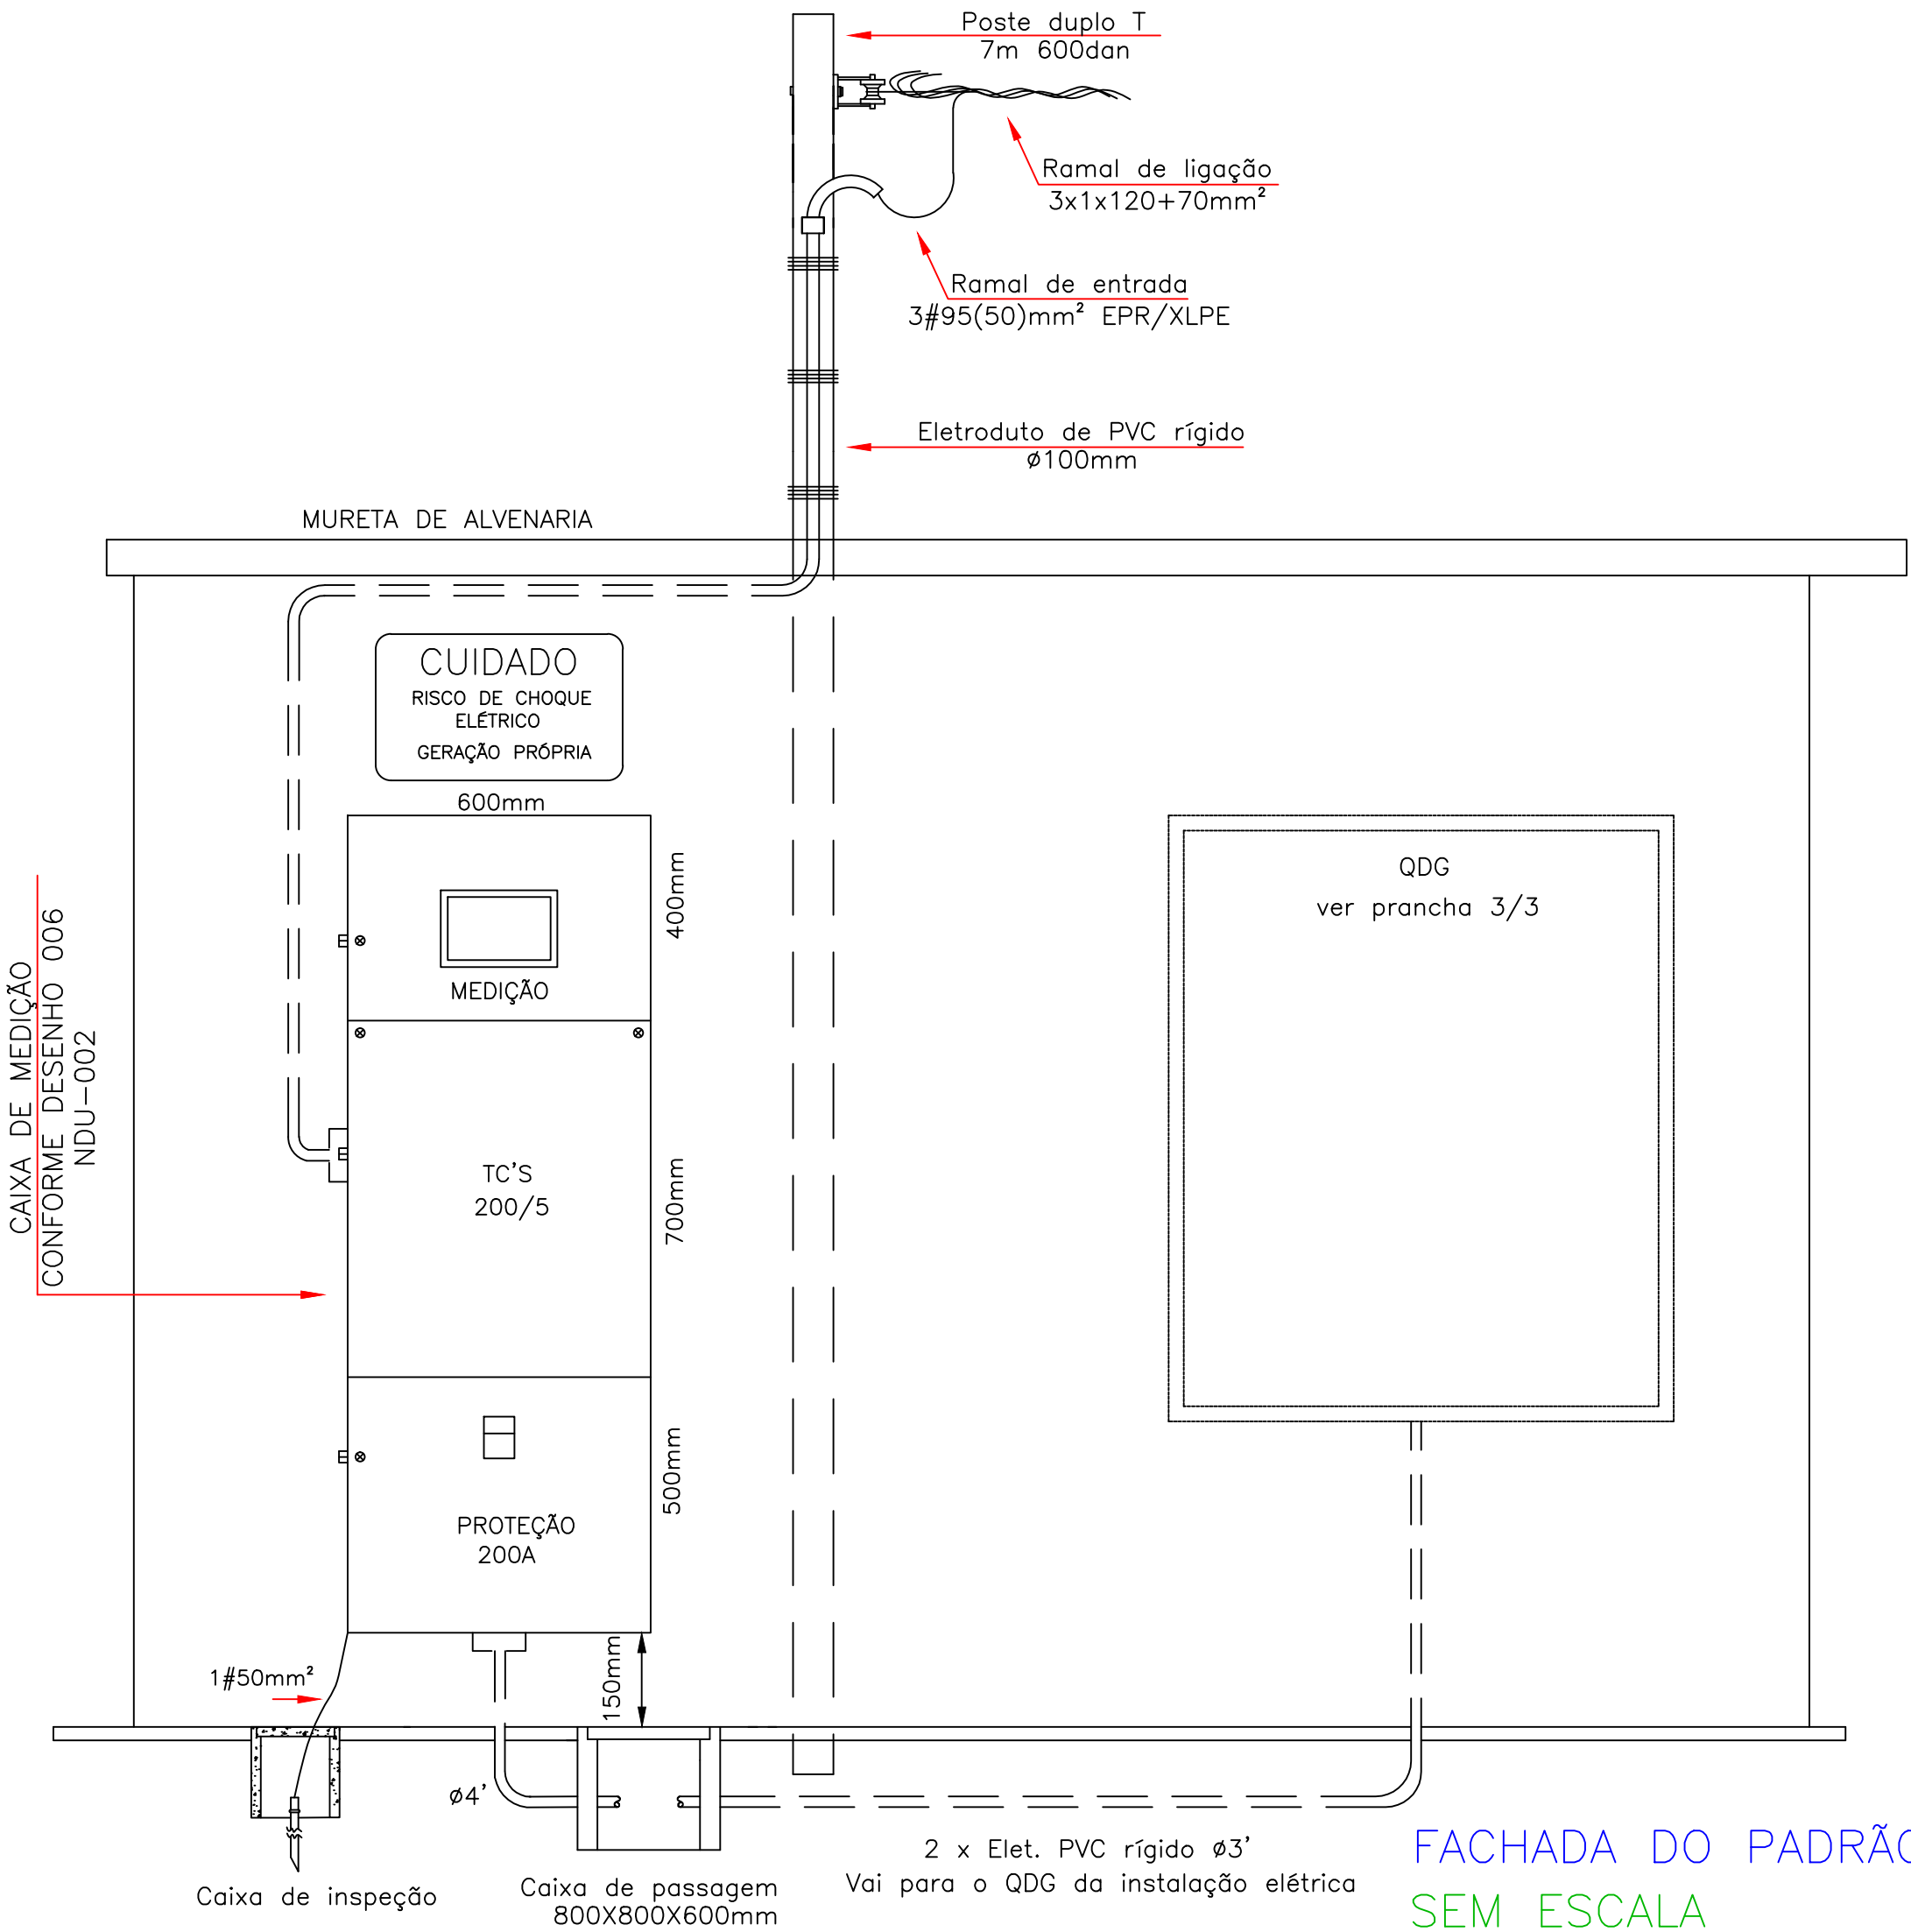 Poste duplo T
7m 600dan
Ramal de ligação
3x1x120+70mm²
Ramal de entrada
3#95(50)mm² EPR/XLPE
Eletroduto de PVC rígido
ø100mm
MURETA DE ALVENARIA
CUIDADO
RISCO DE CHOQUE
ELÉTRICO
GERAÇÃO PRÓPRIA
600mm
400mm
MEDIÇÃO
QDG
ver prancha 3/3
CAIXA DE MEDIÇÃO
CONFORME DESENHO 006
NDU-002
TC'S
200/5
700mm
500mm
PROTEÇÃO
200A
150mm
1#50mm²
ø4'
2 x Elet. PVC rígido ø3'
Vai para o QDG da instalação elétrica
Caixa de inspeção
Caixa de passagem
800X800X600mm
FACHADA DO PADRÃO
SEM ESCALA